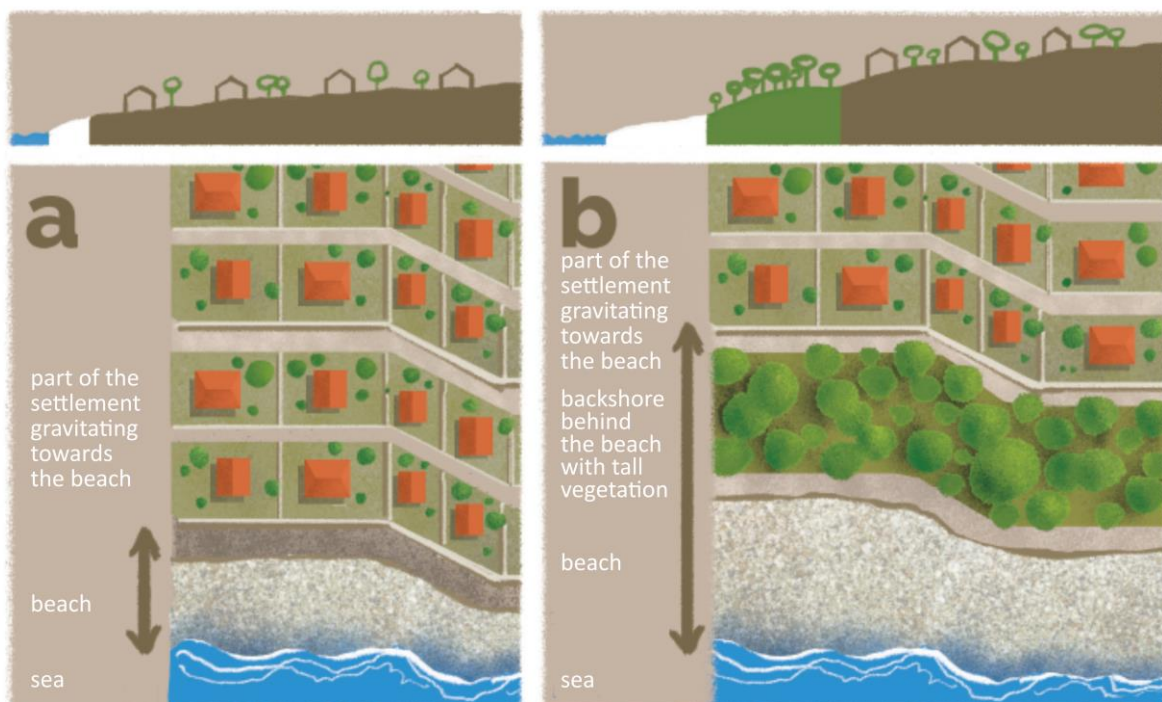 a
part of the
settlement
gravitating
towards
the beach
beach
sea
b
part of the
settlement
gravitating
towards
the beach
backshore
behind
the beach
with tall
vegetation
beach
sea